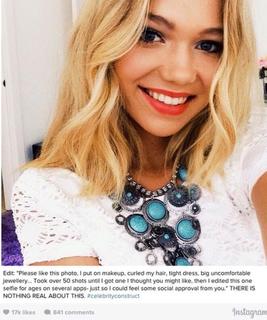 Edit: "Please like this photo, I put on makeup, curled my hair, tight dress, big uncomfortable
jewellery... Took over 50 shots until I got one I thought you might like, then I edited this one
selfie for ages on several apps- just so I could feel some social approval from you." THERE IS
NOTHING REAL ABOUT THIS. #celebrityconstruct
17k likes 841 comments Instagram